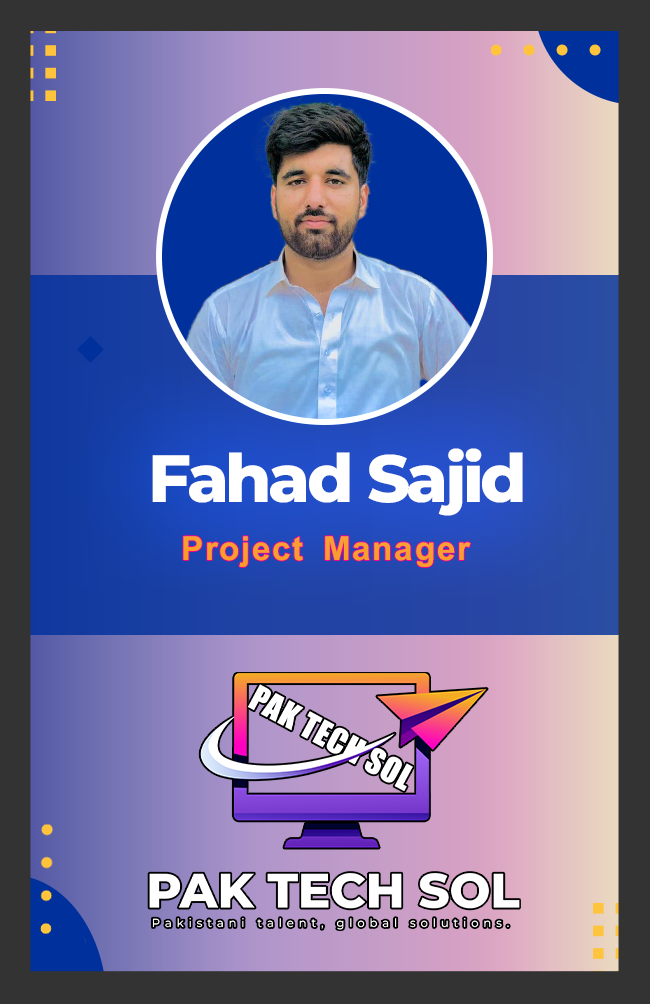 Fahad Sajid
Project Manager
PAK TECH SOL
PAK TECH SOL
Pakistani talent, global solutions.